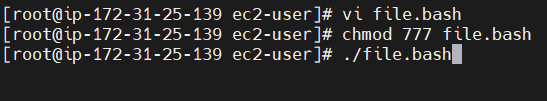 [root@ip-172-31-25-139 ec2-user]# vi file.bash
[root@ip-172-31-25-139 ec2-user]# chmod 777 file.bash
[root@ip-172-31-25-139 ec2-user]# ./file.bash